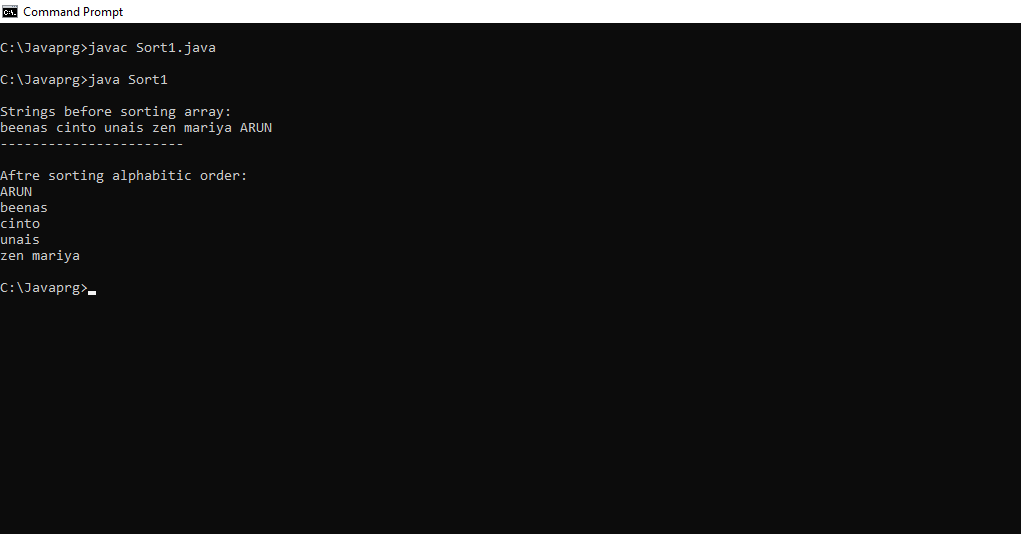 Command Prompt
C:\Javaprg>javac Sort1.java
C:\Javaprg>java Sort1
Strings before sorting array:
beenas cinto unais zen mariya ARUN
-----------------------
Aftre sorting alphabitic order:
ARUN
beenas
cinto
unais
zen mariya
C:\Javaprg>